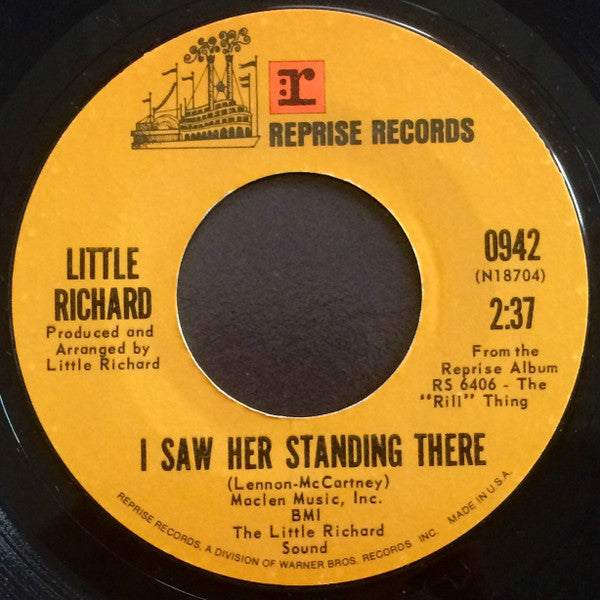 r
REPRISE RECORDS
LITTLE
RICHARD
Produced and
Arranged by
Little Richard
0942
(N18704)
2:37
From the
Reprise Album
RS 6406 - The
"Rill" Thing
I SAW HER STANDING THERE
(Lennon-McCartney)
Maclen Music, Inc.
BMI
The Little Richard
Sound
REPRISE RECORDS, A DIVISION OF WARNER BROS. RECORDS INC. MADE IN U.S.A.